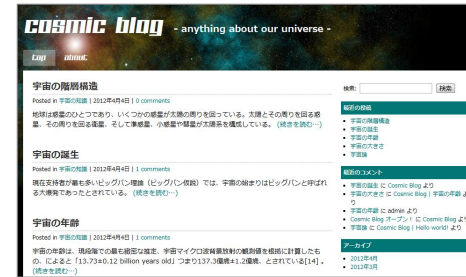 cosmic blog - anything about our universe -
top about
宇宙の階層構造
Posted in 宇宙の知識 | 2012年4月4日 | 0 comments
地球は惑星のひとつであり、いくつかの惑星が太陽の周りを回っている。太陽とその周りを回る惑
星、その周りを回る衛星、そして準惑星、小惑星や彗星が太陽系を構成している。 (続きを読む…)
宇宙の誕生
Posted in 宇宙の知識 | 2012年4月4日 | 1 comments
現在支持者が最も多いビッグバン理論（ビッグバン仮説）では、宇宙の始まりはビッグバンと呼ばれ
る大爆発であったとされている。 (続きを読む…)
宇宙の年齢
Posted in 宇宙の知識 | 2012年4月4日 | 1 comments
宇宙の年齢は、現段階での最も精密な推定、宇宙マイクロ波背景放射の観測値を根拠に計算したも
の、によると「13.73±0.12 billion years old」つまり137.3億歳±1.2億歳、とされている[14] 。
(続きを読む…)
検索: 検索
最近の投稿
宇宙の階層構造
宇宙の誕生
宇宙の年齢
宇宙の大きさ
宇宙論
最近のコメント
宇宙の誕生 に Cosmic Blog より
宇宙の大きさ に Cosmic Blog | 宇宙の年齢 よ
り
宇宙の年齢 に admin より
Cosmic Blog オープン！ に Cosmic Blog より
宇宙論 に Cosmic Blog | Hello world! より
アーカイブ
2012年4月
2012年3月